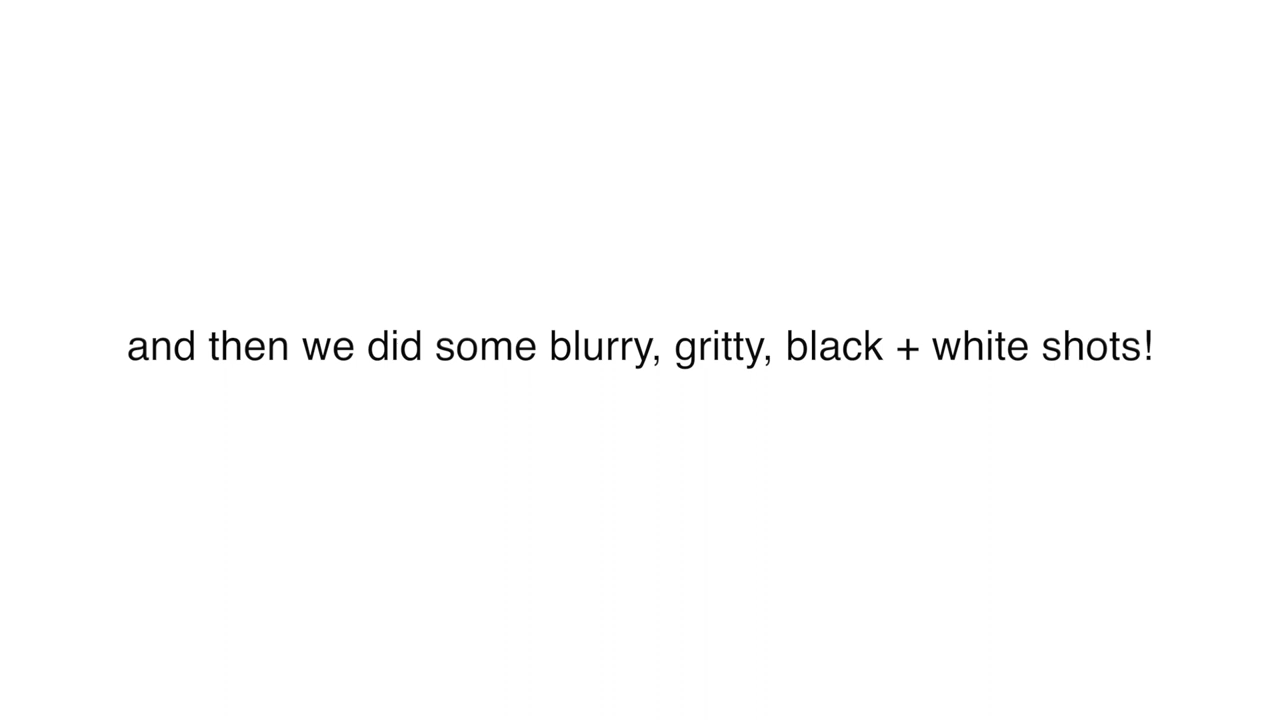 and then we did some blurry, gritty, black + white shots!